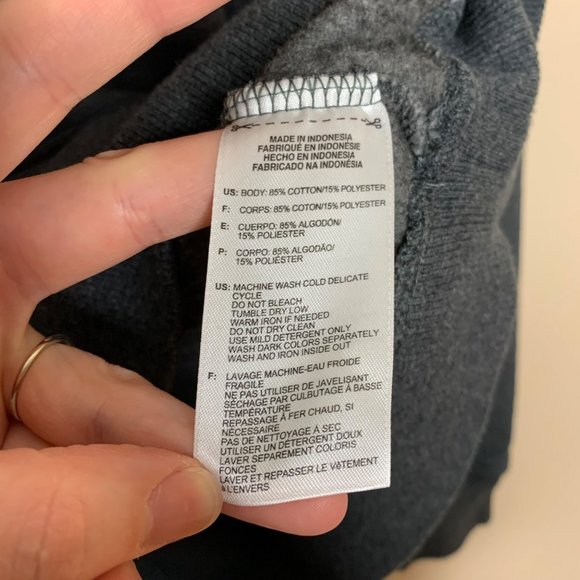 MADE IN INDONESIA
FABRIQUÉ EN INDONÉSIE
HECHO EN INDONESIA
FABRICADO NA INDONÉSIA
US: BODY: 85% COTTON/15% POLYESTER
F: CORPS: 85% COTON/15% POLYESTER
E: CUERPO: 85% ALGODÓN/
15% POLIÉSTER
P: CORPO: 85% ALGODÃO/
15% POLIÉSTER
US: MACHINE WASH COLD DELICATE
CYCLE
DO NOT BLEACH
TUMBLE DRY LOW
WARM IRON IF NEEDED
DO NOT DRY CLEAN
USE MILD DETERGENT ONLY
WASH DARK COLORS SEPARATELY
WASH AND IRON INSIDE OUT
F: LAVAGE MACHINE-EAU FROIDE
FRAGILE
NE PAS UTILISER DE JAVELISANT
SÉCHAGE PAR CULBUTAGE A BASSE
TEMPÉRATURE
REPASSAGE À FER CHAUD, SI
NÉCESSAIRE
PAS DE NETTOYAGE À SEC
UTILISER UN DÉTERGENT DOUX
LAVER SEPAREMENT COLORIS
FONCES
LAVER ET REPASSER LE VÊTEMENT
À L'ENVERS